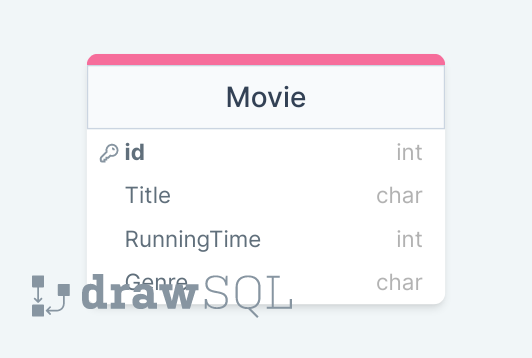 Movie
id int
Title char
RunningTime int
Genre char
drawSQL